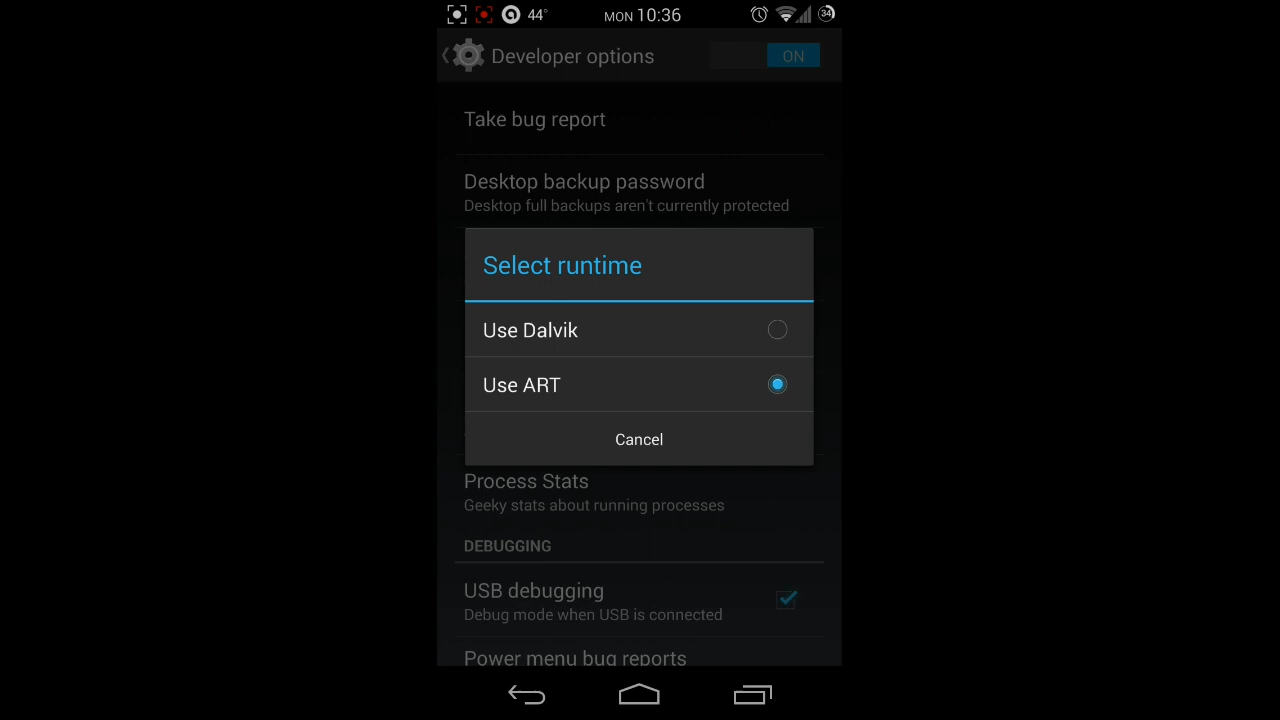 44° MON 10:36 34
Developer options ON
Take bug report
Desktop backup password
Desktop full backups aren't currently protected
Select runtime
Use Dalvik
Use ART
Cancel
Process Stats
Geeky stats about running processes
DEBUGGING
USB debugging
Debug mode when USB is connected
Power menu bug reports